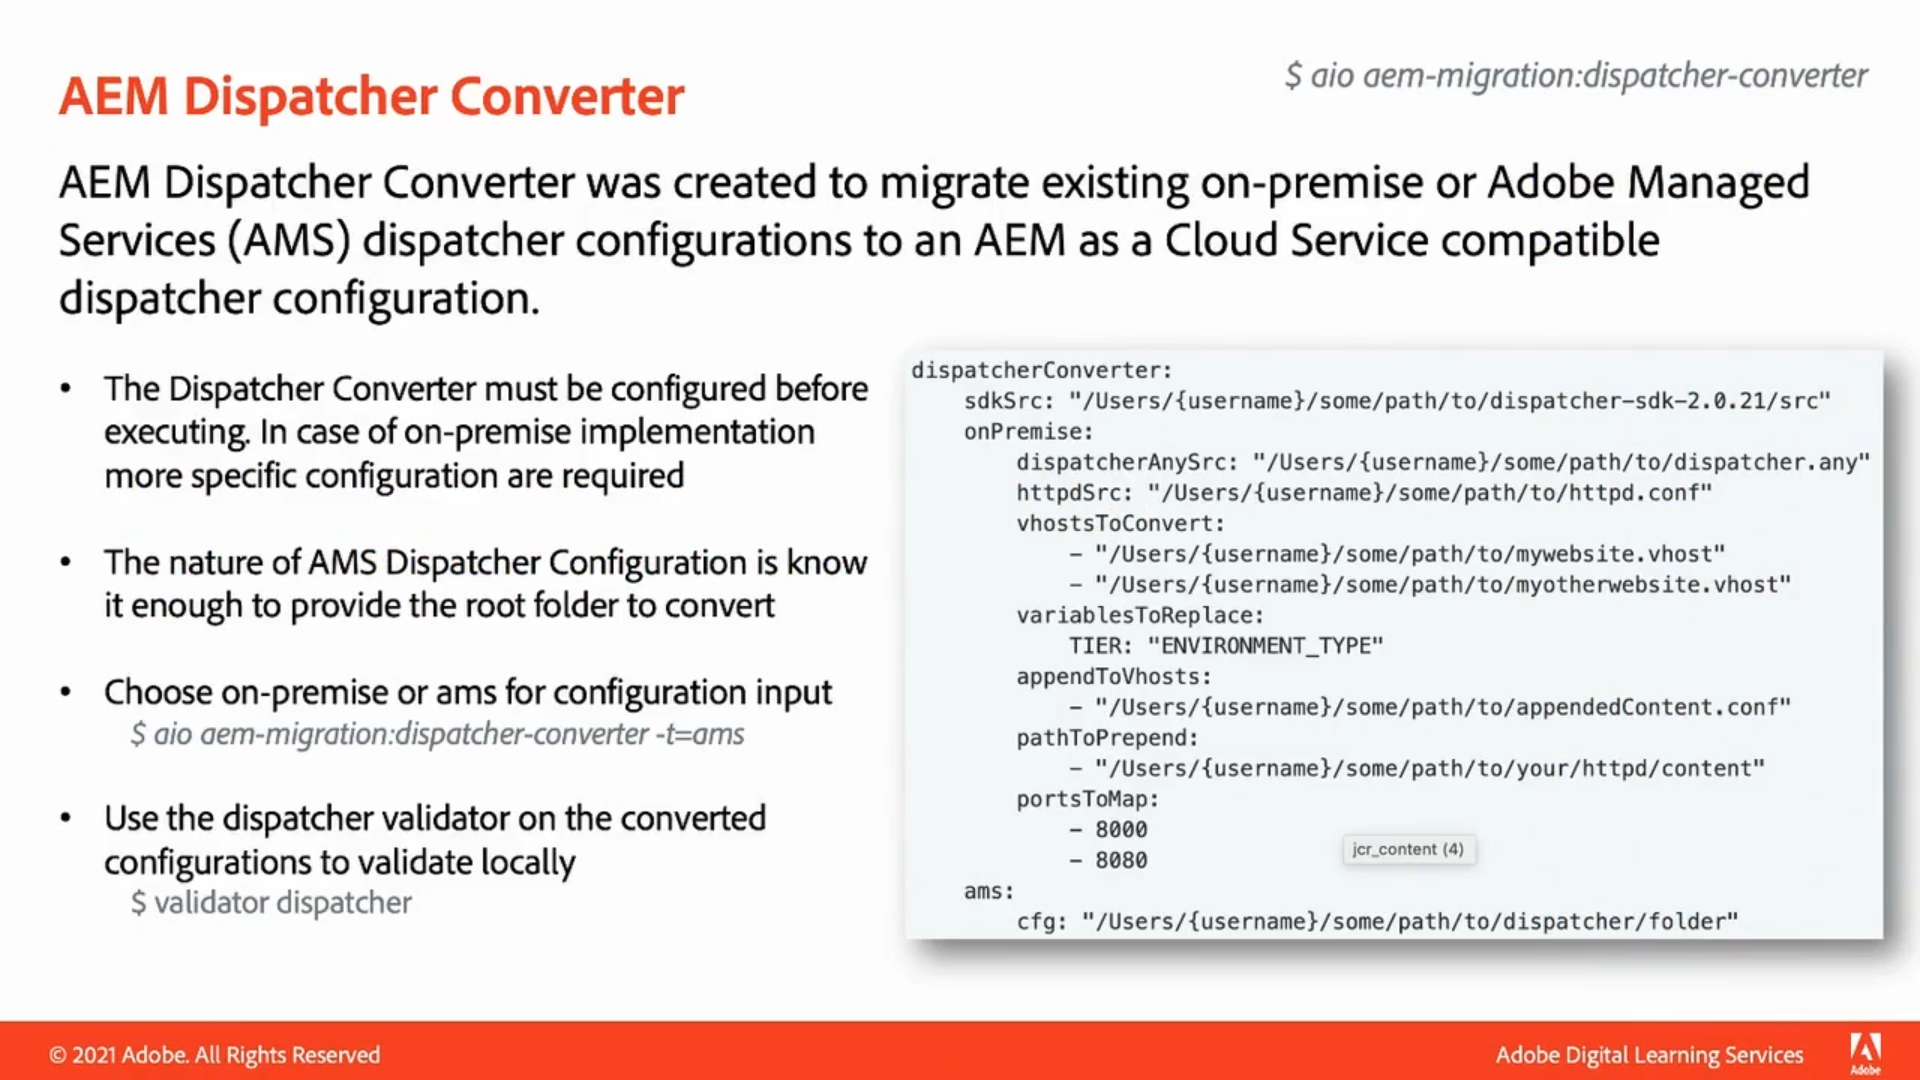 $ aio aem-migration:dispatcher-converter
AEM Dispatcher Converter
AEM Dispatcher Converter was created to migrate existing on-premise or Adobe Managed
Services (AMS) dispatcher configurations to an AEM as a Cloud Service compatible
dispatcher configuration.
• The Dispatcher Converter must be configured before
executing. In case of on-premise implementation
more specific configuration are required
• The nature of AMS Dispatcher Configuration is know
it enough to provide the root folder to convert
• Choose on-premise or ams for configuration input
$ aio aem-migration:dispatcher-converter -t=ams
• Use the dispatcher validator on the converted
configurations to validate locally
$ validator dispatcher
dispatcherConverter:
sdkSrc: "/Users/{username}/some/path/to/dispatcher-sdk-2.0.21/src"
onPremise:
dispatcherAnySrc: "/Users/{username}/some/path/to/dispatcher.any"
httpdSrc: "/Users/{username}/some/path/to/httpd.conf"
vhostsToConvert:
- "/Users/{username}/some/path/to/mywebsite.vhost"
- "/Users/{username}/some/path/to/myotherwebsite.vhost"
variablesToReplace:
TIER: "ENVIRONMENT_TYPE"
appendToVhosts:
- "/Users/{username}/some/path/to/appendedContent.conf"
pathToPrepend:
- "/Users/{username}/some/path/to/your/httpd/content"
portsToMap:
- 8000
- 8080
jcr_content (4)
ams:
cfg: "/Users/{username}/some/path/to/dispatcher/folder"
© 2021 Adobe. All Rights Reserved
Adobe Digital Learning Services
Adobe